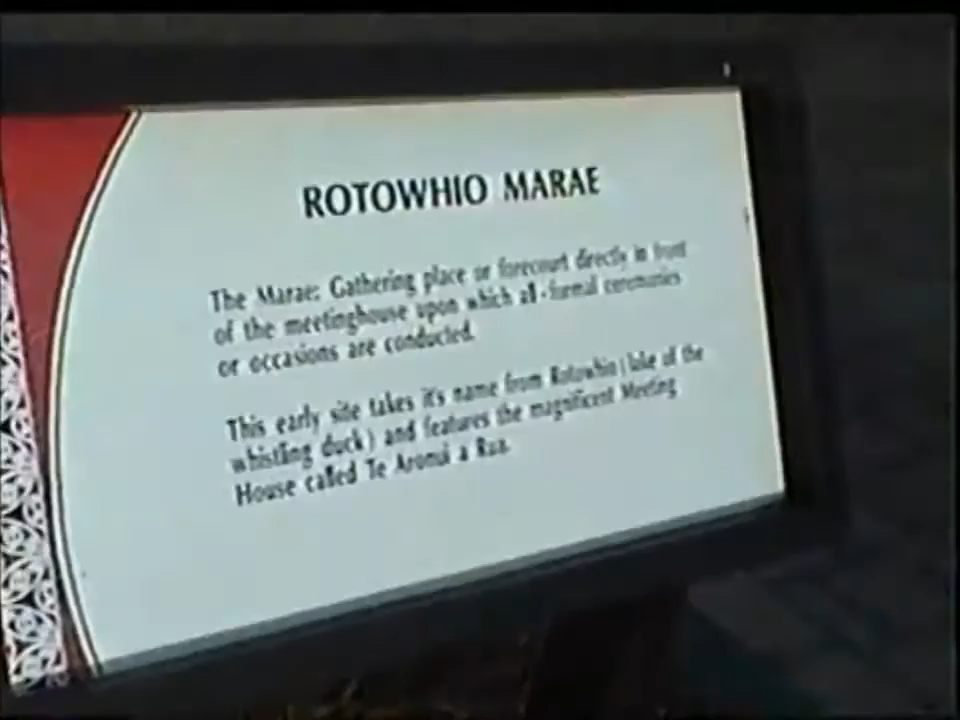 ROTOWHIO MARAE
The Marae: Gathering place or forecourt directly in front
of the meetinghouse upon which all formal ceremonies
or occasions are conducted.
This early site takes it's name from Rotowhio (lake of the
whistling duck) and features the magnificent Meeting
House called Te Aronui a Rua.